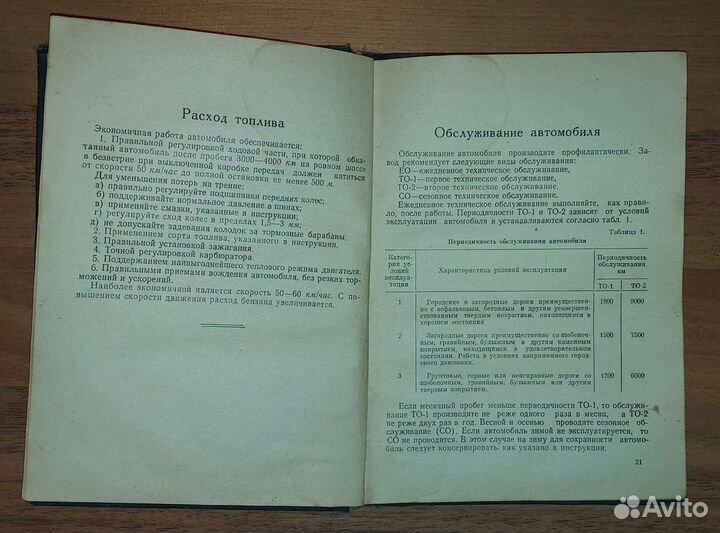 Расход топлива
Экономичная работа автомобиля обеспечивается:
1. Правильной регулировкой ходовой части, при которой обка-
танный автомобиль после пробега 3000—4000 км на ровном шоссе
в безветрие при выключенной коробке передач должен катиться
от скорости 50 км/час до полной остановки не менее 500 м.
Для уменьшения потерь на трение:
а) правильно регулируйте подшипники передних колес;
б) поддерживайте нормальное давление в шинах;
в) применяйте смазки, указанные в инструкции;
г) регулируйте сход колес в пределах 1,5—3 мм;
д) не допускайте задевания колодок за тормозные барабаны.
2. Применением сорта топлива, указанного в инструкции.
3. Правильной установкой зажигания.
4. Точной регулировкой карбюратора.
5. Поддержанием наивыгоднейшего теплового режима двигателя.
6. Правильными приемами вождения автомобиля, без резких тор-
можений и ускорений.
Наиболее экономичной является скорость 50—60 км/час. С по-
вышением скорости движения расход бензина увеличивается.
Обслуживание автомобиля
Обслуживание автомобиля производите профилактически. За-
вод рекомендует следующие виды обслуживания:
ЕО—ежедневное техническое обслуживание,
ТО-1—первое техническое обслуживание,
ТО-2—второе техническое обслуживание,
СО—сезонное техническое обслуживание.
Ежедневное техническое обслуживание выполняйте, как прави-
ло, после работы. Периодичности ТО-1 и ТО-2 зависят от условий
эксплуатации автомобиля и устанавливаются согласно табл. 1.
Таблица 1.
Периодичность обслуживания автомобиля
Катего-
рия ус-
ловий
эксплуа-
тации
Характеристика условий эксплуатации
Периодичность
обслуживания
км
ТО-1 ТО-2
1 Городские и загородные дороги преимуществен- 1800 9000
но с асфальтовым, бетонным и другим усовершен-
ствованным твердым покрытием, находящимся в
хорошем состоянии
2 Загородные дороги преимущественно со щебеноч- 1500 7500
ным, гравийным, булыжным и другим каменным
покрытием, находящимся в удовлетворительном
состоянии. Работа в условиях напряженного город-
ского движения.
3 Грунтовые, горные или неисправные дороги со 1200 6000
щебеночным, гравийным, булыжным или другим
твердым покрытием
Если месячный пробег меньше периодичности ТО-1, то обслужи-
вание ТО-1 производите не реже одного раза в месяц, а ТО-2
не реже двух раз в год. Весной и осенью проводите сезонное об-
служивание (СО). Если автомобиль зимой не эксплуатируется, то
СО не проводится. В этом случае на зиму для сохранности автомо-
биль следует консервировать как указано в инструкции.
21
Avito